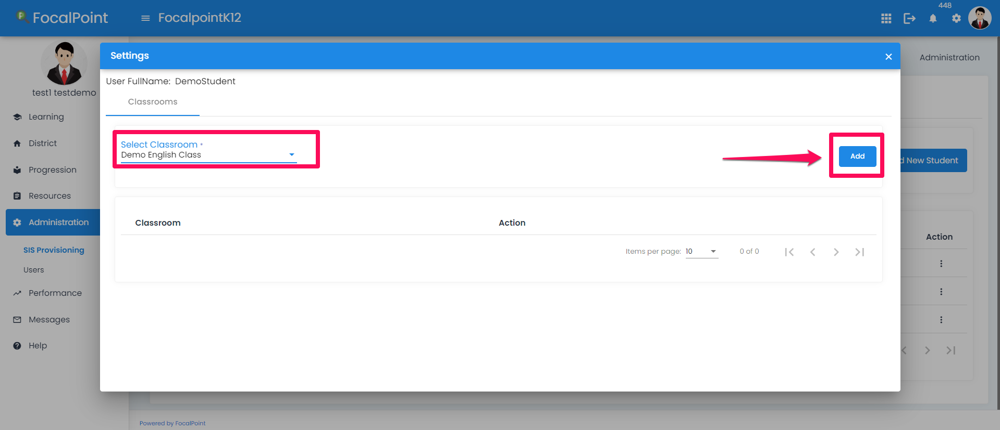 FocalPoint
FocalpointK12
448
test1 testdemo
Learning
District
Progression
Resources
Administration
SIS Provisioning
Users
Performance
Messages
Help
Administration
Settings
User FullName: DemoStudent
Classrooms
Select Classroom *
Demo English Class
Add
d New Student
Classroom Action
Items per page: 10 0 of 0
Action
Powered by FocalPoint